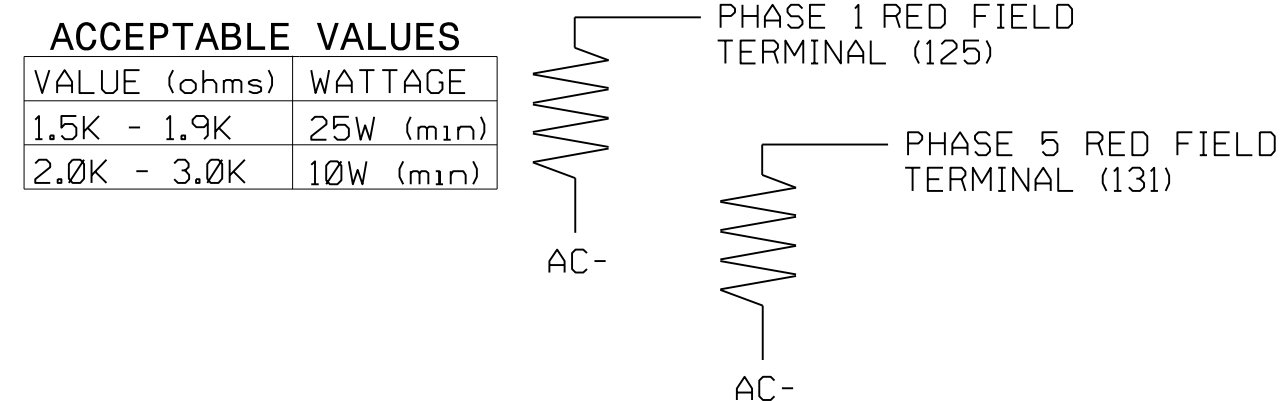 ACCEPTABLE VALUES
VALUE (ohms) WATTAGE
1.5K - 1.9K 25W (min)
2.0K - 3.0K 10W (min)
PHASE 1 RED FIELD
TERMINAL (125)
AC-
PHASE 5 RED FIELD
TERMINAL (131)
AC-